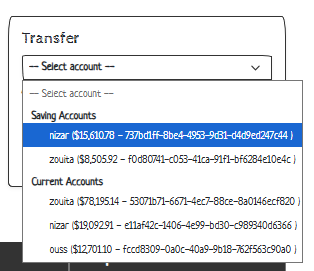 Transfer
-- Select account --
-- Select account --
Saving Accounts
nizar ($15,610.78 - 737bd1ff-8be4-4953-9d31-d4d9ed247c44 )
zouita ($8,505.92 - f0d80741-c053-41ca-91f1-bf6284e10e4c )
Current Accounts
zouita ($78,195.14 - 53071b71-6671-4ec7-88ce-8a0146ecf820 )
nizar ($19,092.91 - e11af42c-1406-4e99-bd30-c989340d6366 )
ouss ($12,701.10 - fccd8309-0a0c-40a9-9b18-762f563c90a0 )